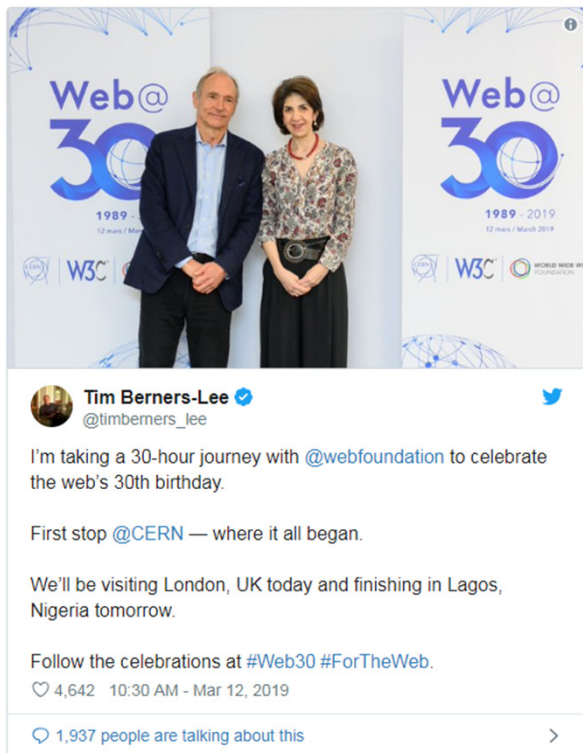 Web@ Web@
30 30
1989 - 1989 - 2019
12 mars / Mar 12 mars / March 2019
CERN W3C CERN W3C WORLD WIDE W
FOUNDATION
Tim Berners-Lee
@timberners_lee
I'm taking a 30-hour journey with @webfoundation to celebrate
the web's 30th birthday.
First stop @CERN — where it all began.
We'll be visiting London, UK today and finishing in Lagos,
Nigeria tomorrow.
Follow the celebrations at #Web30 #ForTheWeb.
4,642 10:30 AM - Mar 12, 2019
1,937 people are talking about this